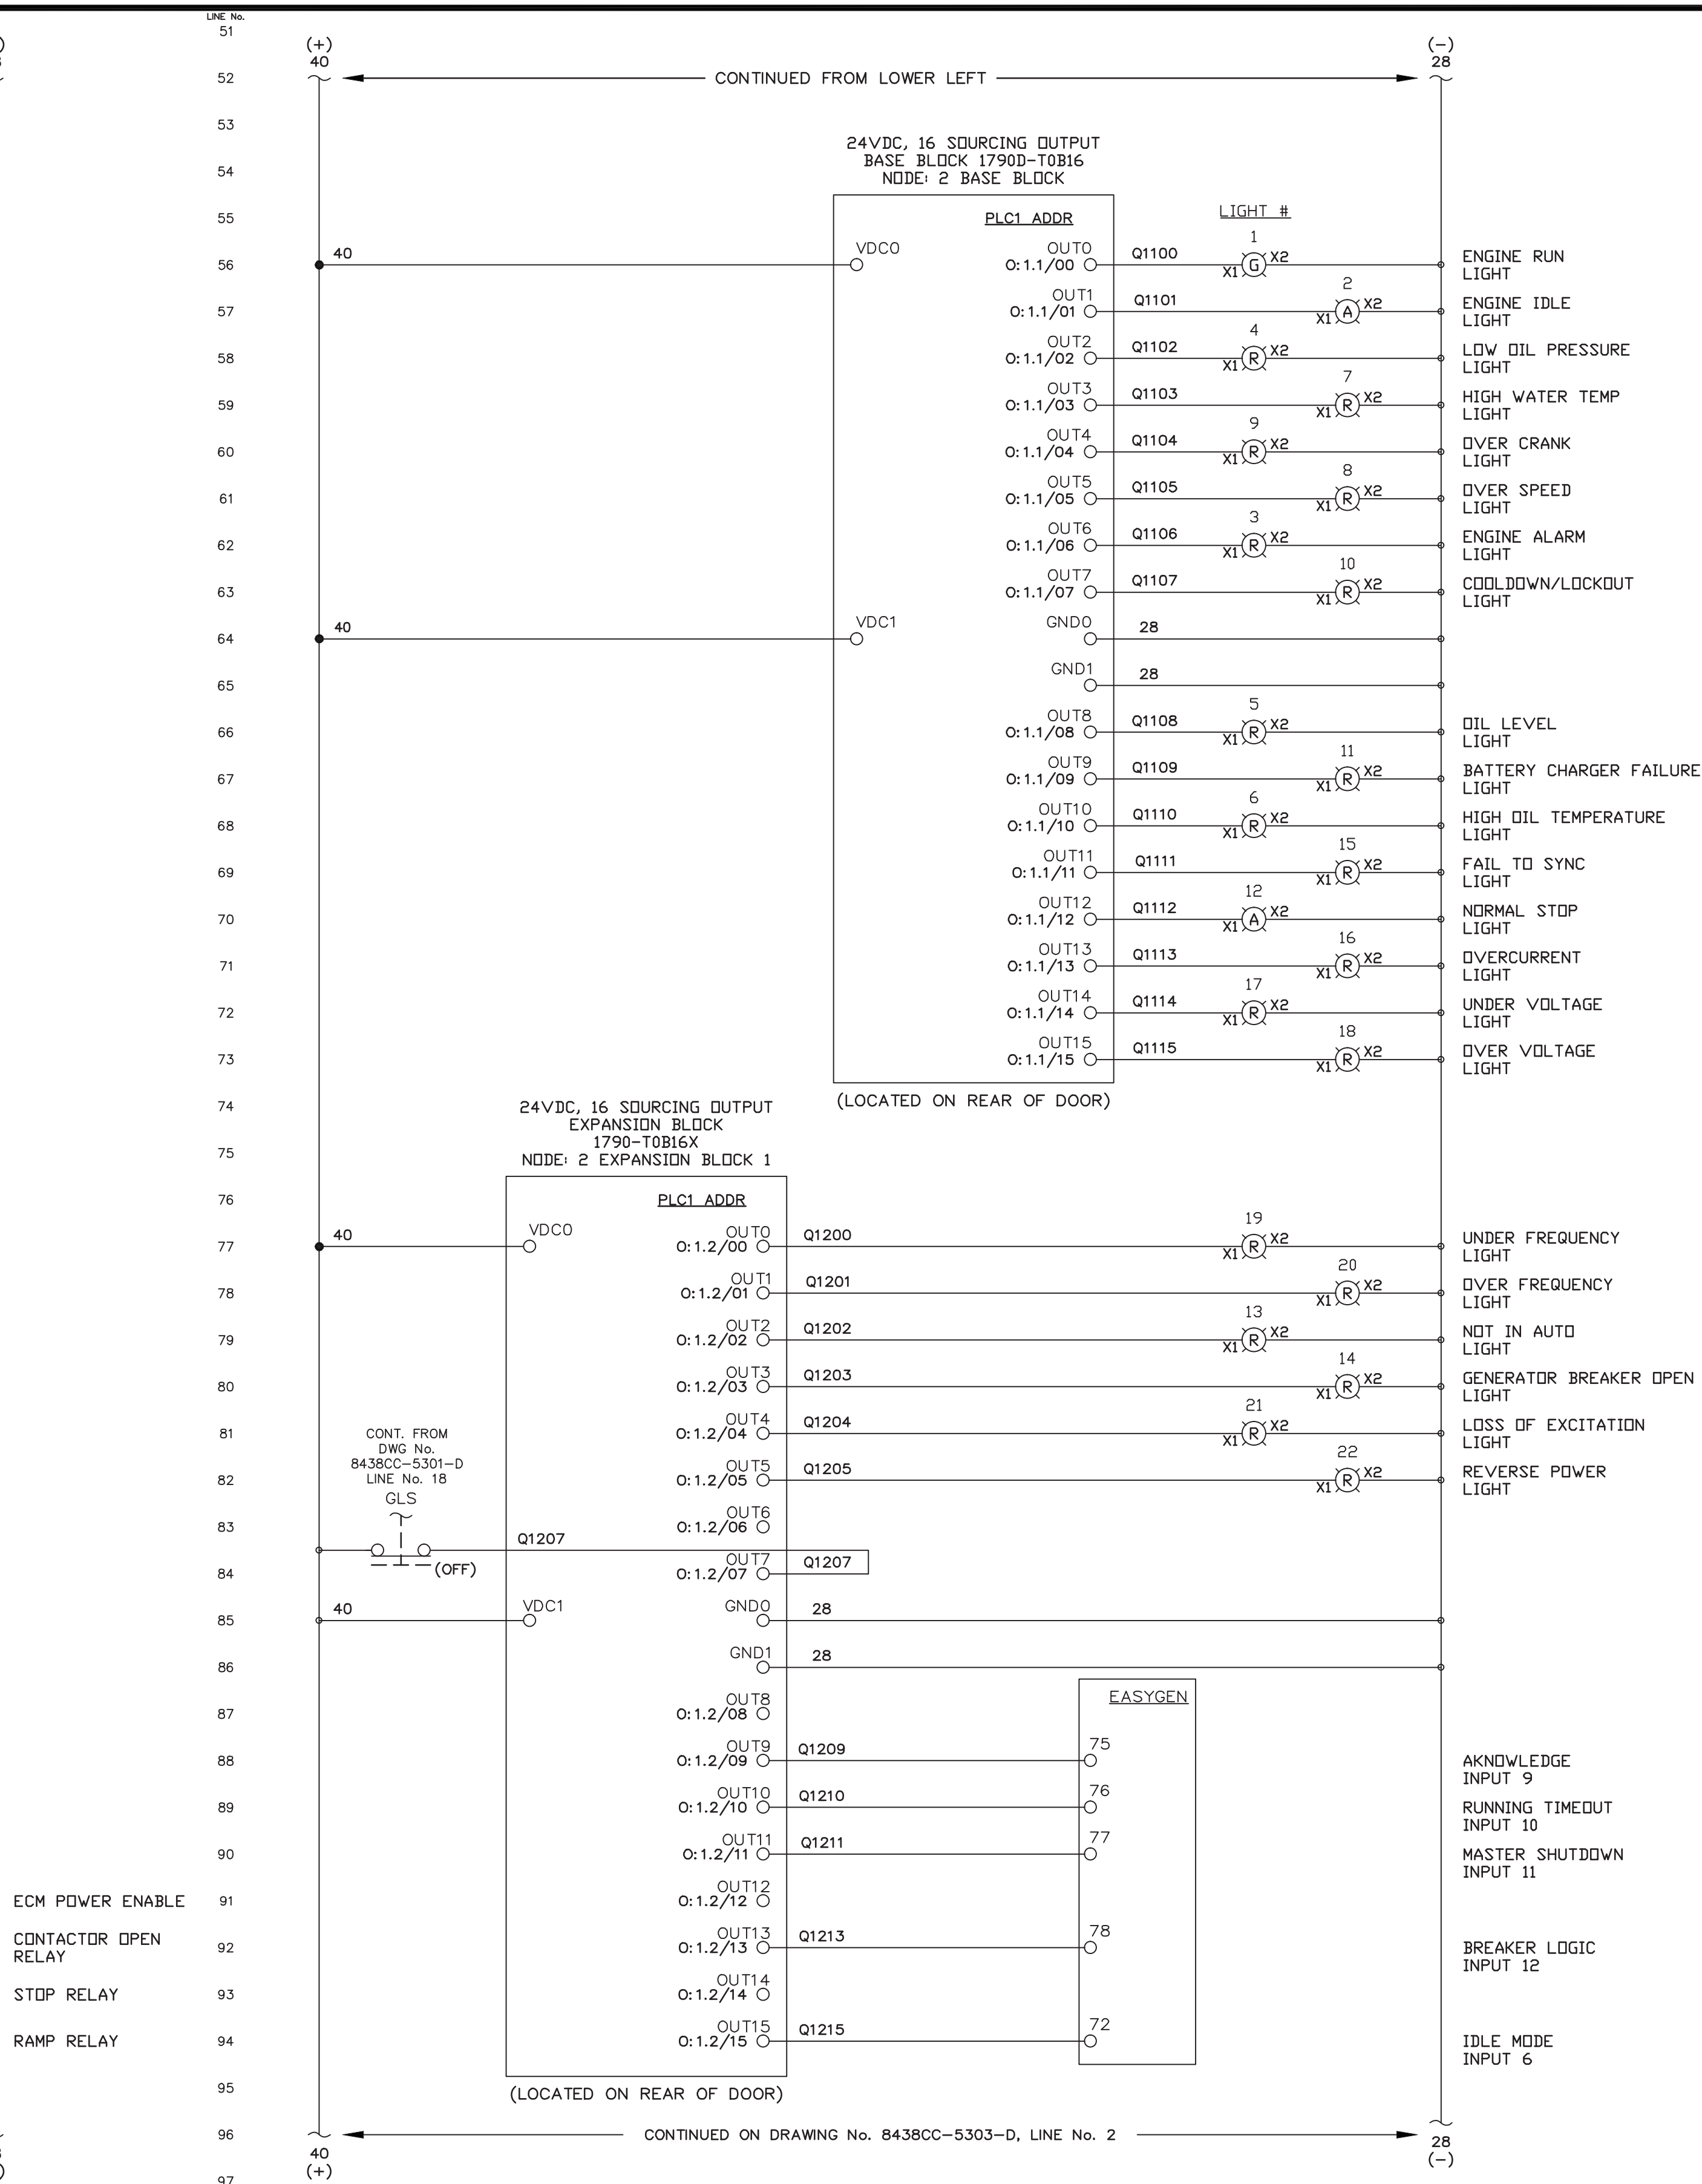 LINE No.
51
(+)
40
(-)
28
52
CONTINUED FROM LOWER LEFT
53
24VDC, 16 SOURCING OUTPUT
54
BASE BLOCK 1790D-T0B16
NODE: 2 BASE BLOCK
55
PLC1 ADDR
LIGHT #
56
40
VDC0
OUT0
O:1.1/00
Q1100
1
X1
G
X2
ENGINE RUN
LIGHT
57
OUT1
O:1.1/01
Q1101
2
X1
A
X2
ENGINE IDLE
LIGHT
58
OUT2
O:1.1/02
Q1102
4
X1
R
X2
LOW OIL PRESSURE
LIGHT
59
OUT3
O:1.1/03
Q1103
7
X1
R
X2
HIGH WATER TEMP
LIGHT
60
OUT4
O:1.1/04
Q1104
9
X1
R
X2
OVER CRANK
LIGHT
61
OUT5
O:1.1/05
Q1105
8
X1
R
X2
OVER SPEED
LIGHT
62
OUT6
O:1.1/06
Q1106
3
X1
R
X2
ENGINE ALARM
LIGHT
63
OUT7
O:1.1/07
Q1107
10
X1
R
X2
COOLDOWN/LOCKOUT
LIGHT
64
40
VDC1
GND0
28
65
GND1
28
66
OUT8
O:1.1/08
Q1108
5
X1
R
X2
OIL LEVEL
LIGHT
67
OUT9
O:1.1/09
Q1109
11
X1
R
X2
BATTERY CHARGER FAILURE
LIGHT
68
OUT10
O:1.1/10
Q1110
6
X1
R
X2
HIGH OIL TEMPERATURE
LIGHT
69
OUT11
O:1.1/11
Q1111
15
X1
R
X2
FAIL TO SYNC
LIGHT
70
OUT12
O:1.1/12
Q1112
12
X1
A
X2
NORMAL STOP
LIGHT
71
OUT13
O:1.1/13
Q1113
16
X1
R
X2
OVERCURRENT
LIGHT
72
OUT14
O:1.1/14
Q1114
17
X1
R
X2
UNDER VOLTAGE
LIGHT
73
OUT15
O:1.1/15
Q1115
18
X1
R
X2
OVER VOLTAGE
LIGHT
74
(LOCATED ON REAR OF DOOR)
24VDC, 16 SOURCING OUTPUT
EXPANSION BLOCK
1790-T0B16X
75
NODE: 2 EXPANSION BLOCK 1
76
PLC1 ADDR
77
40
VDC0
OUT0
O:1.2/00
Q1200
19
X1
R
X2
UNDER FREQUENCY
LIGHT
78
OUT1
O:1.2/01
Q1201
20
X1
R
X2
OVER FREQUENCY
LIGHT
79
OUT2
O:1.2/02
Q1202
13
X1
R
X2
NOT IN AUTO
LIGHT
80
OUT3
O:1.2/03
Q1203
14
X1
R
X2
GENERATOR BREAKER OPEN
LIGHT
81
OUT4
O:1.2/04
Q1204
21
X1
R
X2
LOSS OF EXCITATION
LIGHT
CONT. FROM
DWG No.
8438CC-5301-D
LINE No. 18
GLS
82
OUT5
O:1.2/05
Q1205
22
X1
R
X2
REVERSE POWER
LIGHT
83
OUT6
O:1.2/06
Q1207
(OFF)
84
OUT7
O:1.2/07
Q1207
85
40
VDC1
GND0
28
86
GND1
28
EASYGEN
87
OUT8
O:1.2/08
88
OUT9
O:1.2/09
Q1209
75
AKNOWLEDGE
INPUT 9
89
OUT10
O:1.2/10
Q1210
76
RUNNING TIMEOUT
INPUT 10
90
OUT11
O:1.2/11
Q1211
77
MASTER SHUTDOWN
INPUT 11
ECM POWER ENABLE
91
OUT12
O:1.2/12
CONTACTOR OPEN
RELAY
92
OUT13
O:1.2/13
Q1213
78
BREAKER LOGIC
INPUT 12
STOP RELAY
93
OUT14
O:1.2/14
RAMP RELAY
94
OUT15
O:1.2/15
Q1215
72
IDLE MODE
INPUT 6
95
(LOCATED ON REAR OF DOOR)
96
CONTINUED ON DRAWING No. 8438CC-5303-D, LINE No. 2
40
(+)
28
(-)
97